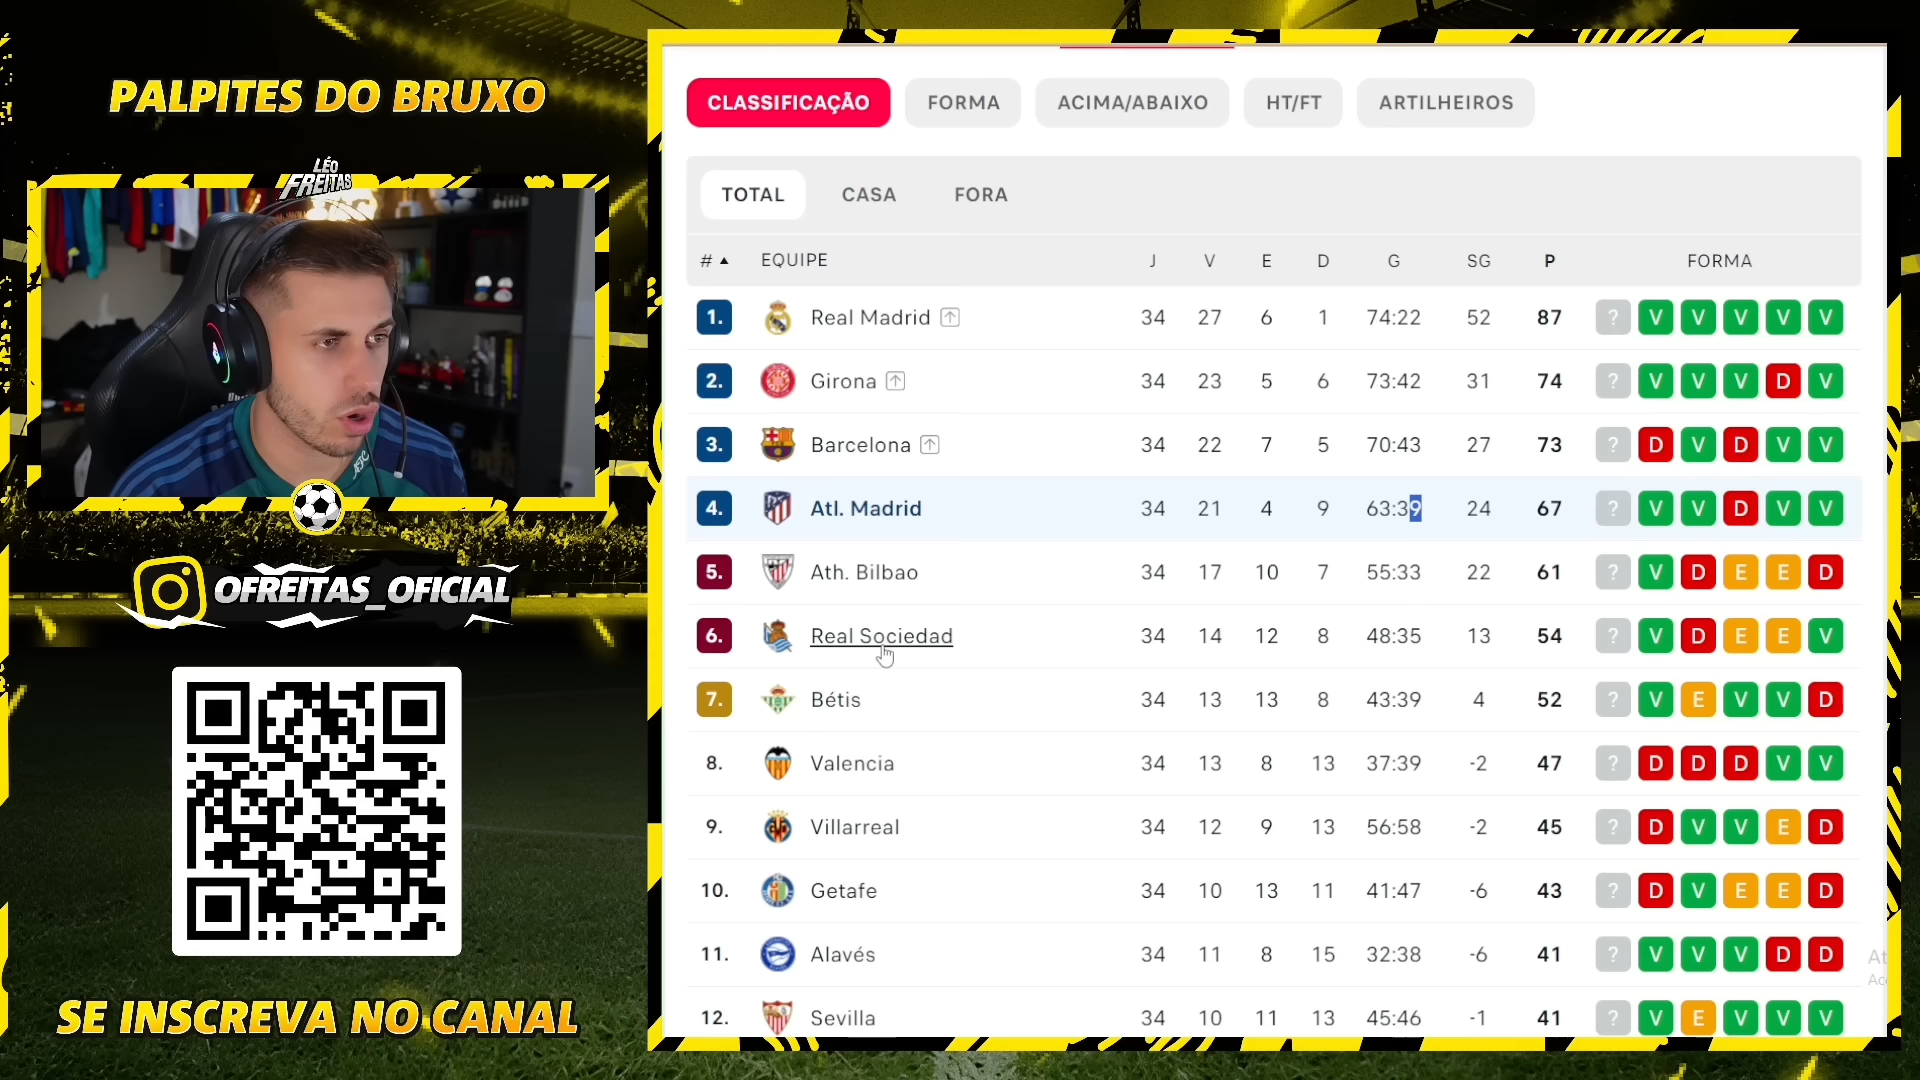 PALPITES DO BRUXO
LÉO
FREITAS
OFREITAS_OFICIAL
SE INSCREVA NO CANAL
CLASSIFICAÇÃO FORMA ACIMA/ABAIXO HT/FT ARTILHEIROS
TOTAL CASA FORA
# EQUIPE J V E D G SG P FORMA
1. Real Madrid 34 27 6 1 74:22 52 87 ? V V V V V
2. Girona 34 23 5 6 73:42 31 74 ? V V V D V
3. Barcelona 34 22 7 5 70:43 27 73 ? D V D V V
4. Atl. Madrid 34 21 4 9 63:39 24 67 ? V V D V V
5. Ath. Bilbao 34 17 10 7 55:33 22 61 ? V D E E D
6. Real Sociedad 34 14 12 8 48:35 13 54 ? V D E E V
7. Bétis 34 13 13 8 43:39 4 52 ? V E V V D
8. Valencia 34 13 8 13 37:39 -2 47 ? D D D V V
9. Villarreal 34 12 9 13 56:58 -2 45 ? D V V E D
10. Getafe 34 10 13 11 41:47 -6 43 ? D V E E D
11. Alavés 34 11 8 15 32:38 -6 41 ? V V V D D
12. Sevilla 34 10 11 13 45:46 -1 41 ? V E V V V